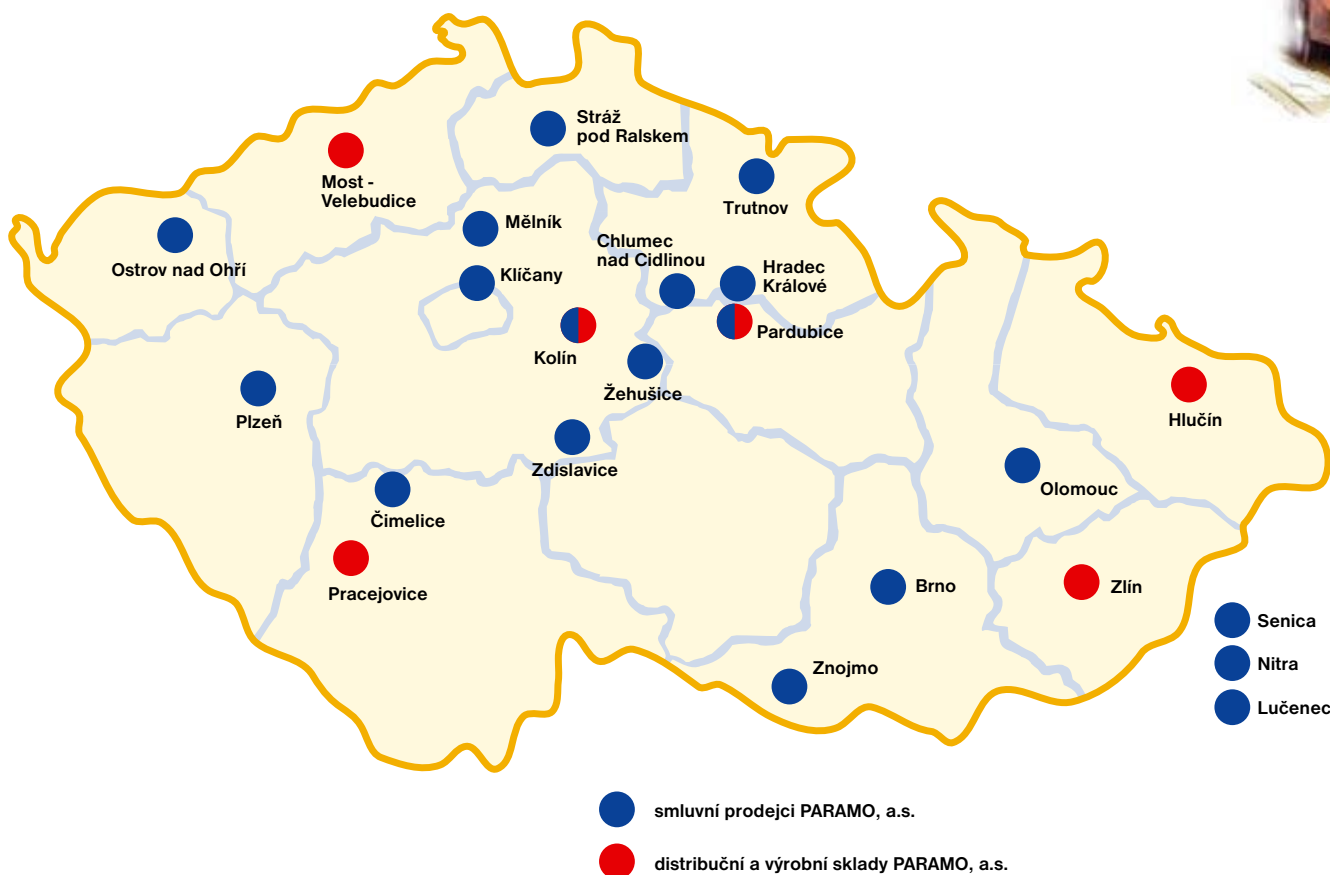 Stráž
pod Ralskem
Most -
Velebudice
Trutnov
Mělník
Ostrov nad Ohří
Chlumec
nad Cidlinou
Klíčany
Hradec
Králové
Pardubice
Kolín
Žehušice
Plzeň
Hlučín
Zdislavice
Olomouc
Čimelice
Pracejovice
Brno
Zlín
Senica
Nitra
Znojmo
Lučenec
smluvní prodejci PARAMO, a.s.
distribuční a výrobní sklady PARAMO, a.s.